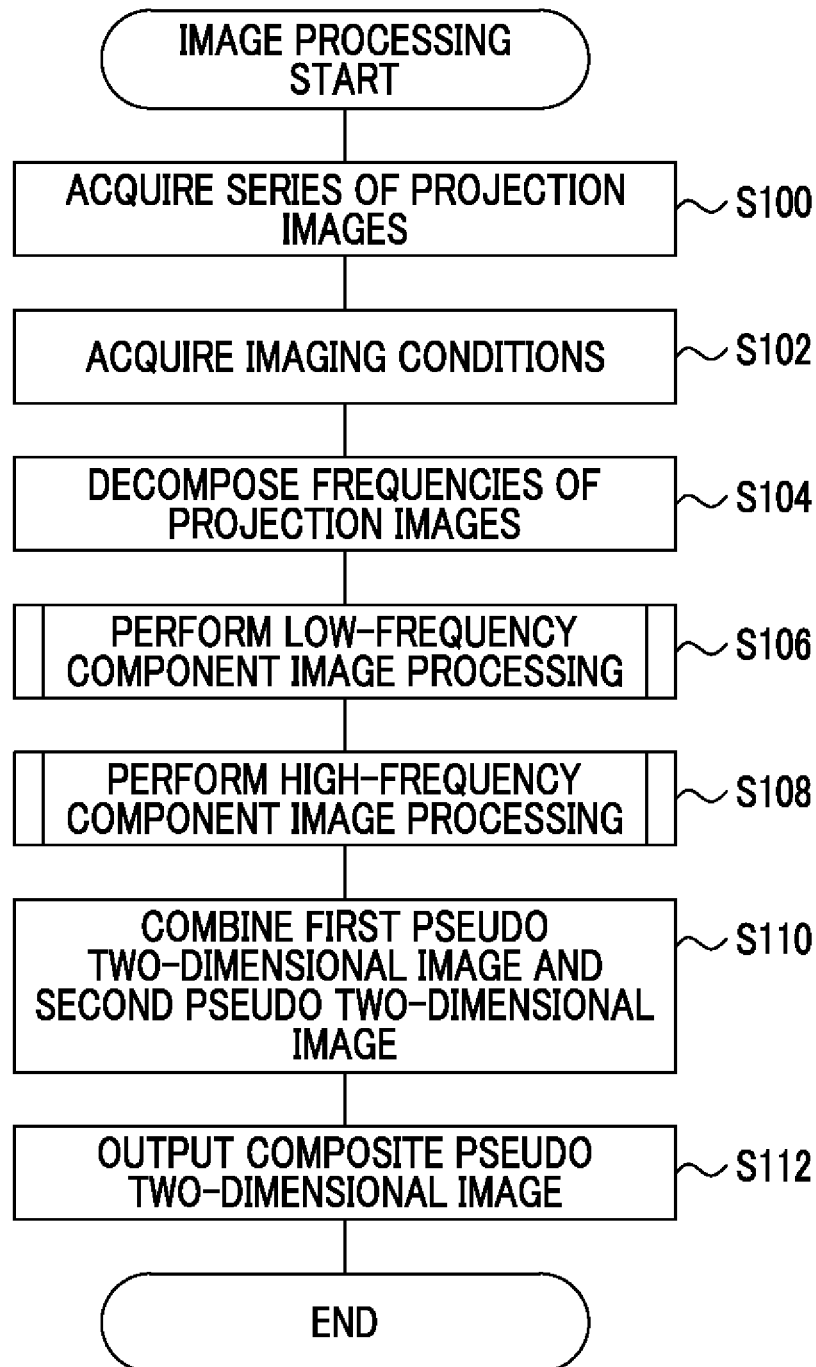 IMAGE PROCESSING
START
ACQUIRE SERIES OF PROJECTION
IMAGES
S100
ACQUIRE IMAGING CONDITIONS
S102
DECOMPOSE FREQUENCIES OF
PROJECTION IMAGES
S104
PERFORM LOW-FREQUENCY
COMPONENT IMAGE PROCESSING
S106
PERFORM HIGH-FREQUENCY
COMPONENT IMAGE PROCESSING
S108
COMBINE FIRST PSEUDO
TWO-DIMENSIONAL IMAGE AND
SECOND PSEUDO TWO-DIMENSIONAL
IMAGE
S110
OUTPUT COMPOSITE PSEUDO
TWO-DIMENSIONAL IMAGE
S112
END